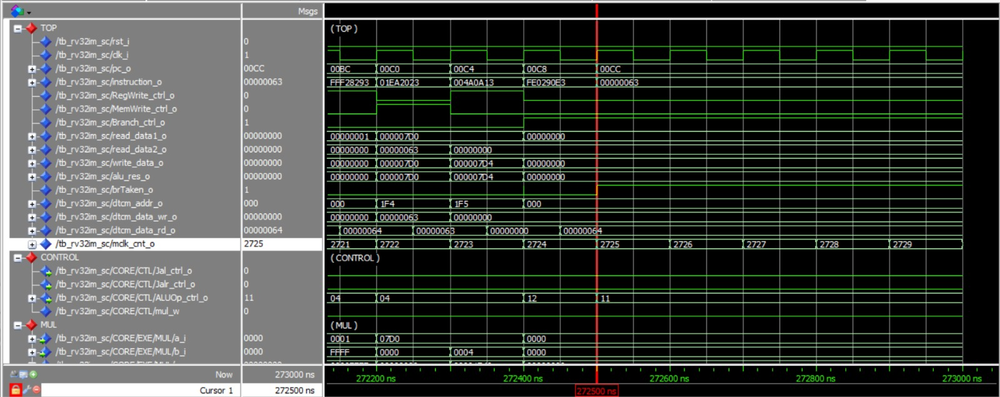 Msgs
TOP (TOP)
/tb_rv32im_sc/rst_i 0
/tb_rv32im_sc/clk_i 1
/tb_rv32im_sc/pc_o 00CC 00BC 00C0 00C4 00C8 00CC
/tb_rv32im_sc/instruction_o 00000063 FFF28293 01EA2023 004A0A13 FE0290E3 00000063
/tb_rv32im_sc/RegWrite_ctrl_o 0
/tb_rv32im_sc/MemWrite_ctrl_o 0
/tb_rv32im_sc/Branch_ctrl_o 1
/tb_rv32im_sc/read_data1_o 00000000 00000001 000007D0 00000000
/tb_rv32im_sc/read_data2_o 00000000 00000000 00000063 00000000
/tb_rv32im_sc/write_data_o 00000000 00000000 000007D0 000007D4 00000000
/tb_rv32im_sc/alu_res_o 00000000 00000000 000007D0 000007D4 00000000
/tb_rv32im_sc/brTaken_o 1
/tb_rv32im_sc/dtcm_addr_o 000 000 1F4 1F5 000
/tb_rv32im_sc/dtcm_data_wr_o 00000000 00000000 00000063 00000000
/tb_rv32im_sc/dtcm_data_rd_o 00000064 00000064 00000063 00000000 00000064
/tb_rv32im_sc/mclk_cnt_o 2725 2721 2722 2723 2724 2725 2726 2727 2728 2729
CONTROL (CONTROL)
/tb_rv32im_sc/CORE/CTL/Jal_ctrl_o 0
/tb_rv32im_sc/CORE/CTL/Jalr_ctrl_o 0
/tb_rv32im_sc/CORE/CTL/ALUOp_ctrl_o 11 04 04 12 11
/tb_rv32im_sc/CORE/CTL/mul_w 0
MUL (MUL)
/tb_rv32im_sc/CORE/EXE/MUL/a_i 0000 0001 07D0 0000
/tb_rv32im_sc/CORE/EXE/MUL/b_i 0000 FFFF 0000 0004 0000
Now 273000 ns 272200 ns 272400 ns 272600 ns 272800 ns 273000 ns
Cursor 1 272500 ns 272500 ns